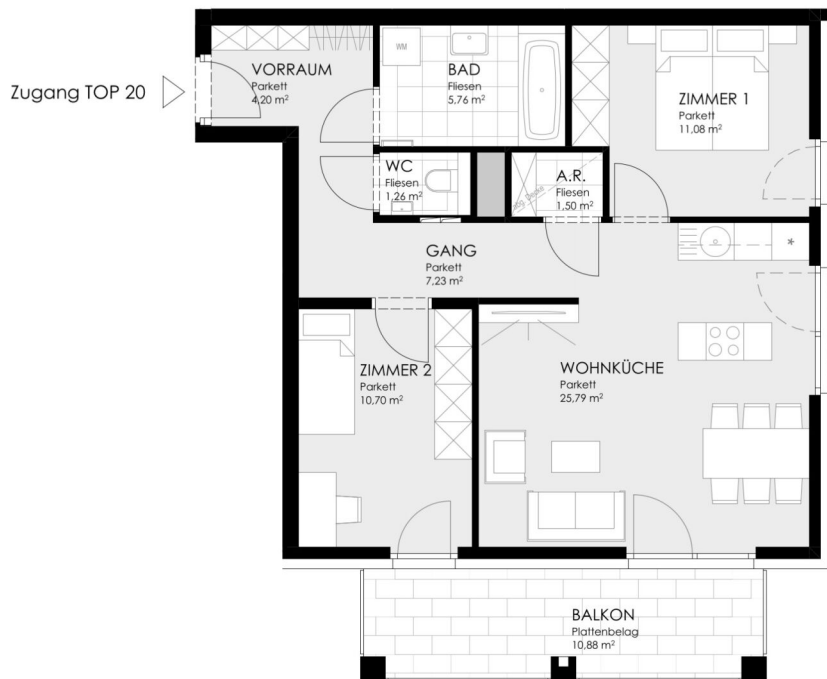 Zugang TOP 20
VORRAUM
Parkett
4,20 m²
WM
BAD
Fliesen
5,76 m²
ZIMMER 1
Parkett
11,08 m²
WC
Fliesen
1,26 m²
A.R.
Fliesen
1,50 m²
GANG
Parkett
7,23 m²
*
ZIMMER 2
Parkett
10,70 m²
WOHNKÜCHE
Parkett
25,79 m²
BALKON
Plattenbelag
10,88 m²